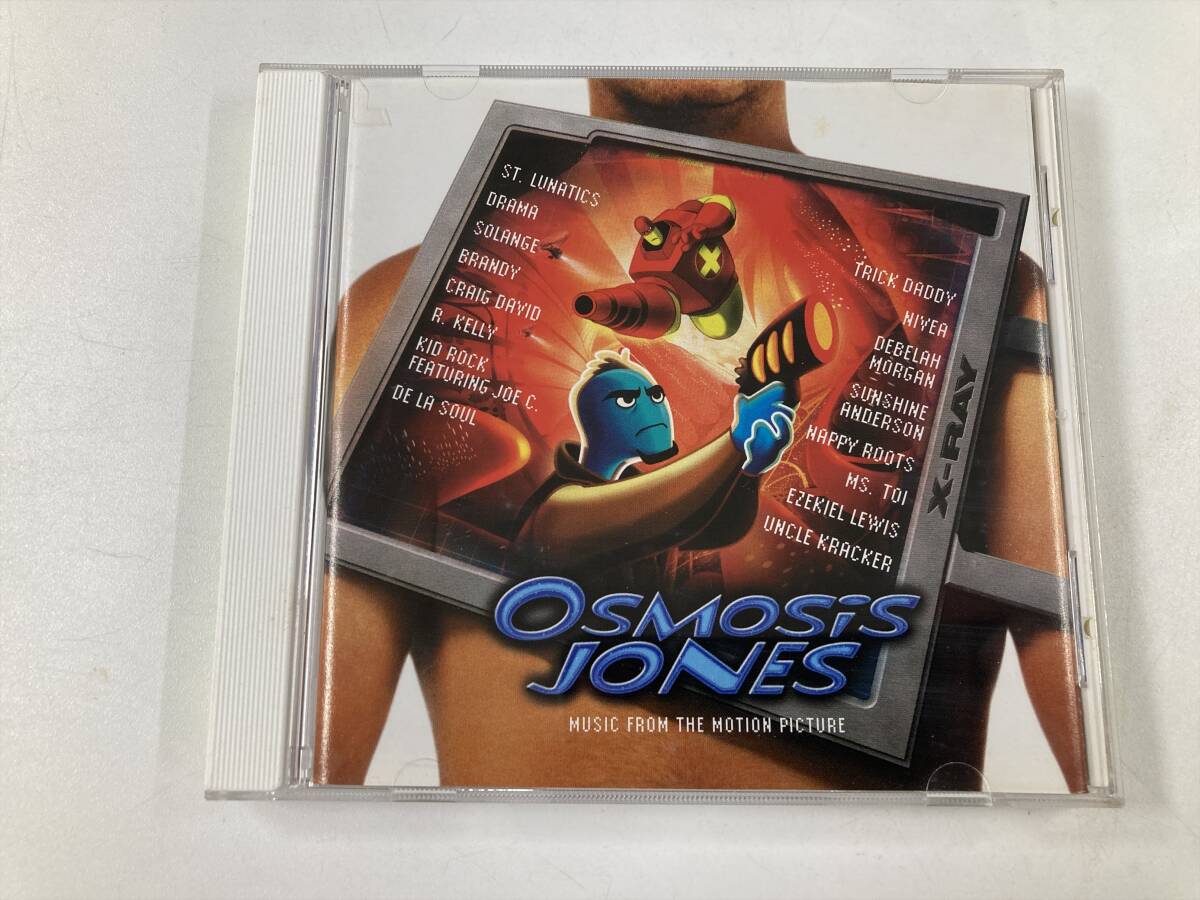 ST. LUNATICS
DRAMA
SOLANGE
BRANDY
CRAIG DAVID
R. KELLY
KID ROCK
FEATURING JOE C.
DE LA SOUL
X
TRICK DADDY
NIVEA
DEBELAH
MORGAN
SUNSHINE
ANDERSON
NAPPY ROOTS
MS. TOI
EZEKIEL LEWIS
UNCLE KRACKER
X-RAY
OSMOSiS
JONES
MUSIC FROM THE MOTION PICTURE